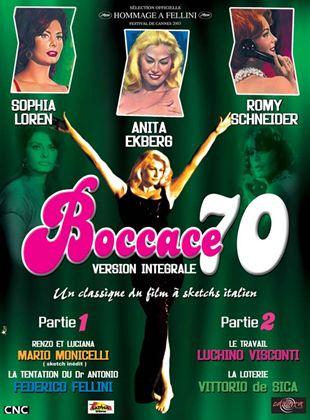 SÉLECTION OFFICIELLE
HOMMAGE A FELLINI
FESTIVAL DE CANNES 2003
SOPHIA LOREN
ANITA EKBERG
ROMY SCHNEIDER
Boccace 70
VERSION INTEGRALE
Un classique du film à sketchs italien
Partie 1
RENZO ET LUCIANA
MARIO MONICELLI
(sketch inédit)
LA TENTATION DU Dr ANTONIO
FEDERICO FELLINI
Partie 2
LE TRAVAIL
LUCHINO VISCONTI
LA LOTERIE
VITTORIO de SICA
CNC